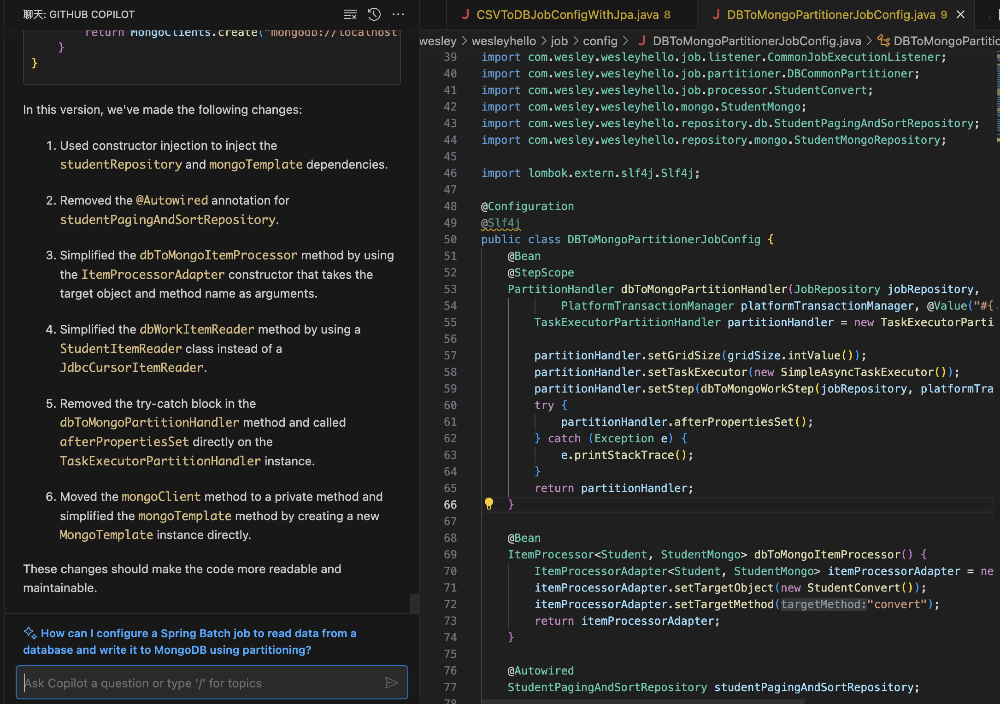 聊天: GITHUB COPILOT
return MongoClients.create("mongodb://localhost:
}
}
In this version, we've made the following changes:
1. Used constructor injection to inject the
studentRepository and mongoTemplate dependencies.
2. Removed the @Autowired annotation for
studentPagingAndSortRepository.
3. Simplified the dbToMongoItemProcessor method by using
the ItemProcessorAdapter constructor that takes the
target object and method name as arguments.
4. Simplified the dbWorkItemReader method by using a
StudentItemReader class instead of a
JdbcCursorItemReader.
5. Removed the try-catch block in the
dbToMongoPartitionHandler method and called
afterPropertiesSet directly on the
TaskExecutorPartitionHandler instance.
6. Moved the mongoClient method to a private method and
simplified the mongoTemplate method by creating a new
MongoTemplate instance directly.
These changes should make the code more readable and
maintainable.
How can I configure a Spring Batch job to read data from a
database and write it to MongoDB using partitioning?
Ask Copilot a question or type '/' for topics
J CSVToDBJobConfigWithJpa.java 8
J DBToMongoPartitionerJobConfig.java 9
wesley > wesleyhello > job > config > J DBToMongoPartitionerJobConfig.java > DBToMongoPartitio
39 import com.wesley.wesleyhello.job.listener.CommonJobExecutionListener;
40 import com.wesley.wesleyhello.job.partitioner.DBCommonPartitioner;
41 import com.wesley.wesleyhello.job.processor.StudentConvert;
42 import com.wesley.wesleyhello.mongo.StudentMongo;
43 import com.wesley.wesleyhello.repository.db.StudentPagingAndSortRepository;
44 import com.wesley.wesleyhello.repository.mongo.StudentMongoRepository;
45
46 import lombok.extern.slf4j.Slf4j;
47
48 @Configuration
49 @Slf4j
50 public class DBToMongoPartitionerJobConfig {
51 @Bean
52 @StepScope
53 PartitionHandler dbToMongoPartitionHandler(JobRepository jobRepository,
54 PlatformTransactionManager platformTransactionManager, @Value("#{
55 TaskExecutorPartitionHandler partitionHandler = new TaskExecutorParti
56
57 partitionHandler.setGridSize(gridSize.intValue());
58 partitionHandler.setTaskExecutor(new SimpleAsyncTaskExecutor());
59 partitionHandler.setStep(dbToMongoWorkStep(jobRepository, platformTra
60 try {
61 partitionHandler.afterPropertiesSet();
62 } catch (Exception e) {
63 e.printStackTrace();
64 }
65 return partitionHandler;
66 }
67
68 @Bean
69 ItemProcessor<Student, StudentMongo> dbToMongoItemProcessor() {
70 ItemProcessorAdapter<Student, StudentMongo> itemProcessorAdapter = ne
71 itemProcessorAdapter.setTargetObject(new StudentConvert());
72 itemProcessorAdapter.setTargetMethod(targetMethod:"convert");
73 return itemProcessorAdapter;
74 }
75
76 @Autowired
77 StudentPagingAndSortRepository studentPagingAndSortRepository;
78